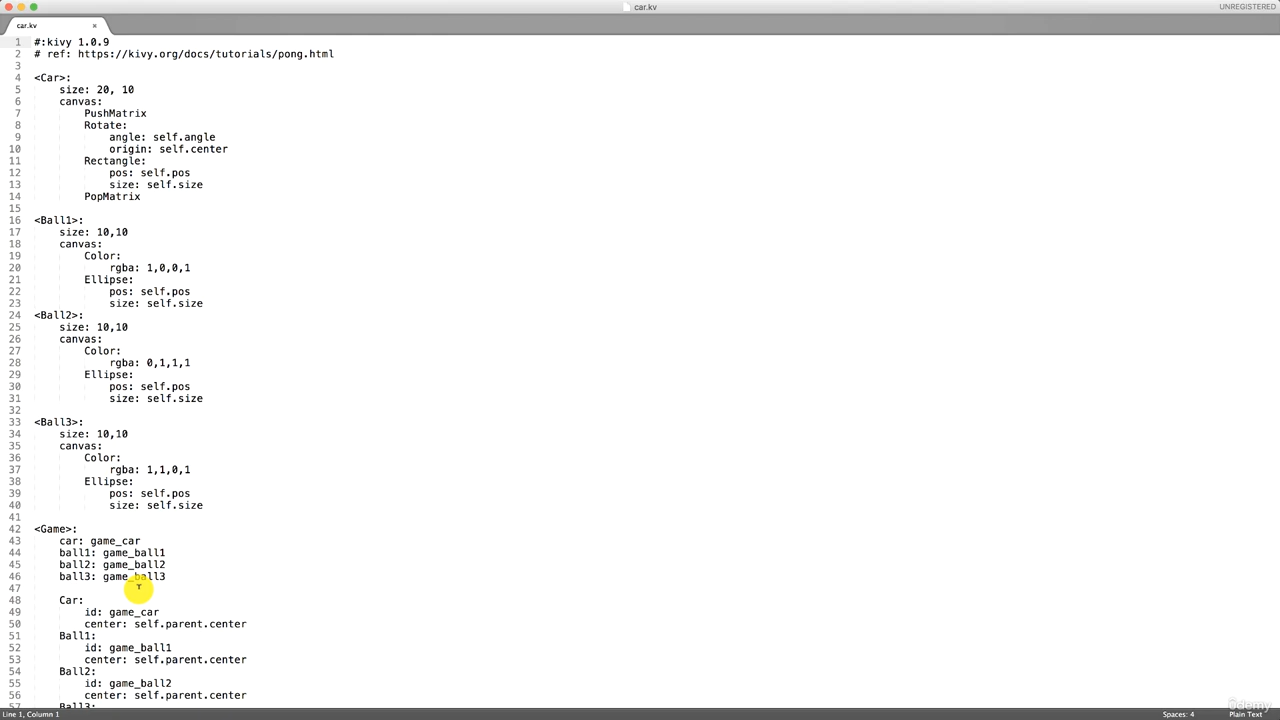 car.kv
UNREGISTERED
car.kv ×
1 #:kivy 1.0.9
2 # ref: https://kivy.org/docs/tutorials/pong.html
3
4 <Car>:
5 size: 20, 10
6 canvas:
7 PushMatrix
8 Rotate:
9 angle: self.angle
10 origin: self.center
11 Rectangle:
12 pos: self.pos
13 size: self.size
14 PopMatrix
15
16 <Ball1>:
17 size: 10,10
18 canvas:
19 Color:
20 rgba: 1,0,0,1
21 Ellipse:
22 pos: self.pos
23 size: self.size
24 <Ball2>:
25 size: 10,10
26 canvas:
27 Color:
28 rgba: 0,1,1,1
29 Ellipse:
30 pos: self.pos
31 size: self.size
32
33 <Ball3>:
34 size: 10,10
35 canvas:
36 Color:
37 rgba: 1,1,0,1
38 Ellipse:
39 pos: self.pos
40 size: self.size
41
42 <Game>:
43 car: game_car
44 ball1: game_ball1
45 ball2: game_ball2
46 ball3: game_ball3
47
48 Car:
49 id: game_car
50 center: self.parent.center
51 Ball1:
52 id: game_ball1
53 center: self.parent.center
54 Ball2:
55 id: game_ball2
56 center: self.parent.center
57 Ball3:
Line 1, Column 1
Spaces: 4
Plain Text
ûdemy